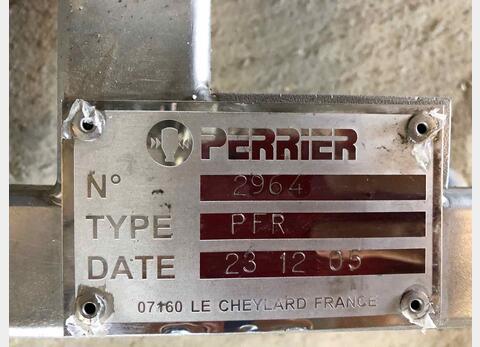 PERRIER
N° 2964
TYPE PFR
DATE 23 12 05
07160 LE CHEYLARD FRANCE